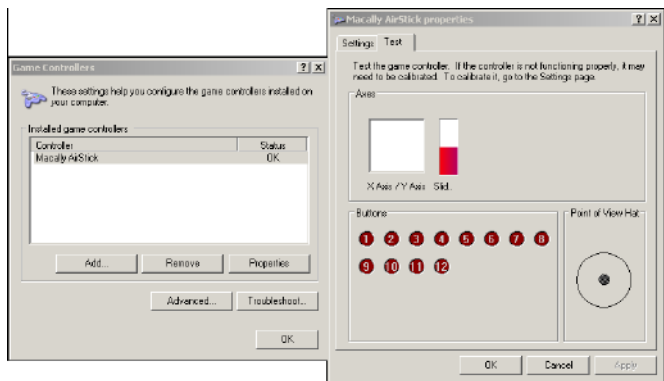 Game Controllers
These settings help you configure the game controllers installed on
your computer.
Installed game controllers
Controller Status
Macally AirStick OK
Add... Remove Properties
Advanced... Troubleshoot...
OK
Macally AirStick properties
Settings Test
Test the game controller. If the controller is not functioning properly, it may
need to be calibrated. To calibrate it, go to the Settings page.
Axes
X Axis / Y Axis Slid..
Buttons
1 2 3 4 5 6 7 8
9 10 11 12
Point of View Hat
OK Cancel Apply